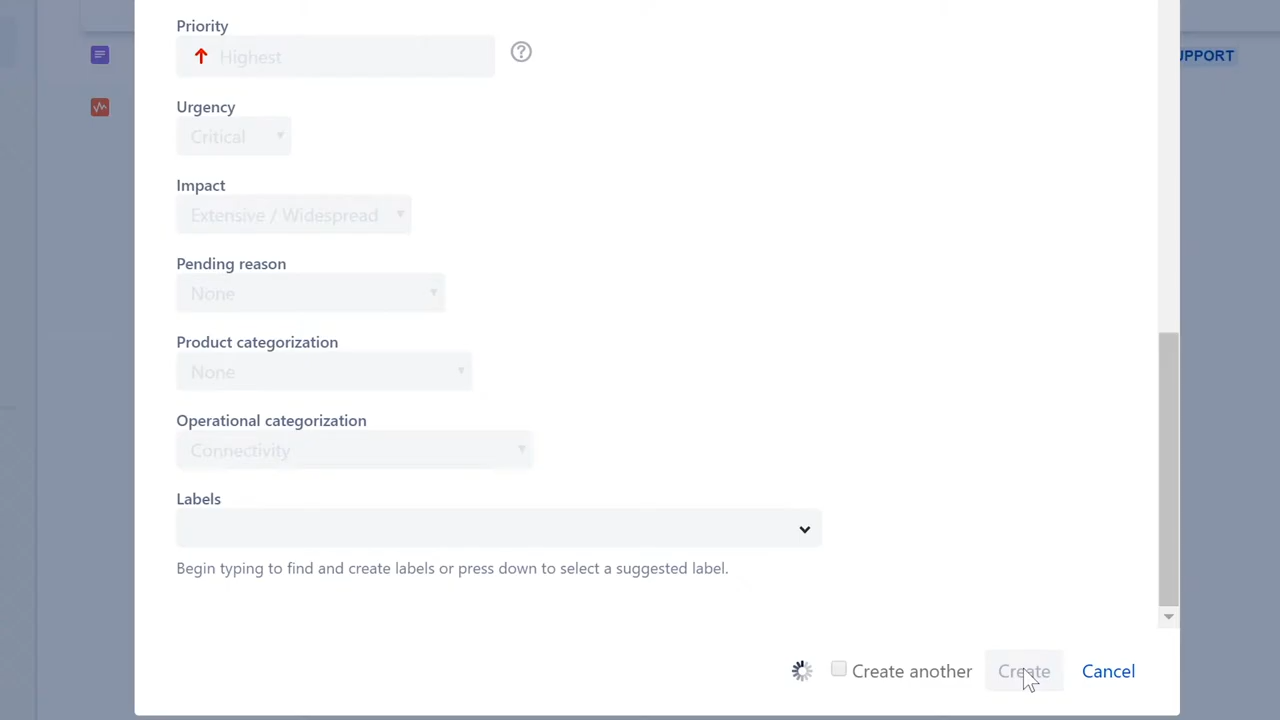 Priority
Highest
UPPORT
Urgency
Critical
Impact
Extensive / Widespread
Pending reason
None
Product categorization
None
Operational categorization
Connectivity
Labels
Begin typing to find and create labels or press down to select a suggested label.
Create another Create Cancel